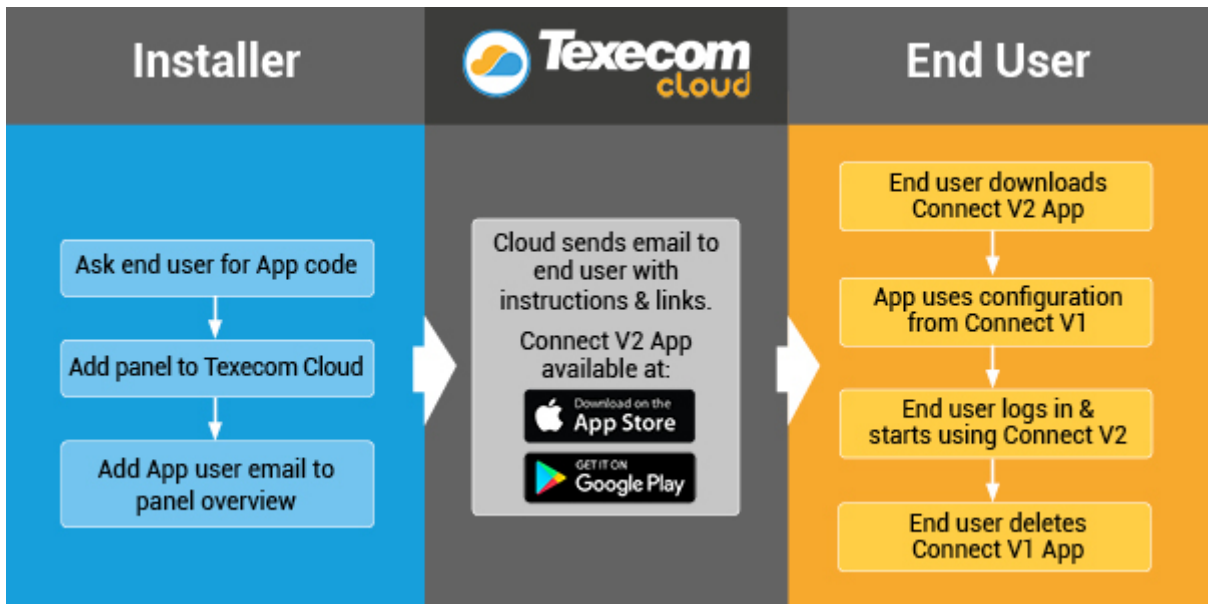 Installer
Ask end user for App code
Add panel to Texecom Cloud
Add App user email to
panel overview
Texecom
cloud
Cloud sends email to
end user with
instructions & links.
Connect V2 App
available at:
Download on the
App Store
GET IT ON
Google Play
End User
End user downloads
Connect V2 App
App uses configuration
from Connect V1
End user logs in &
starts using Connect V2
End user deletes
Connect V1 App